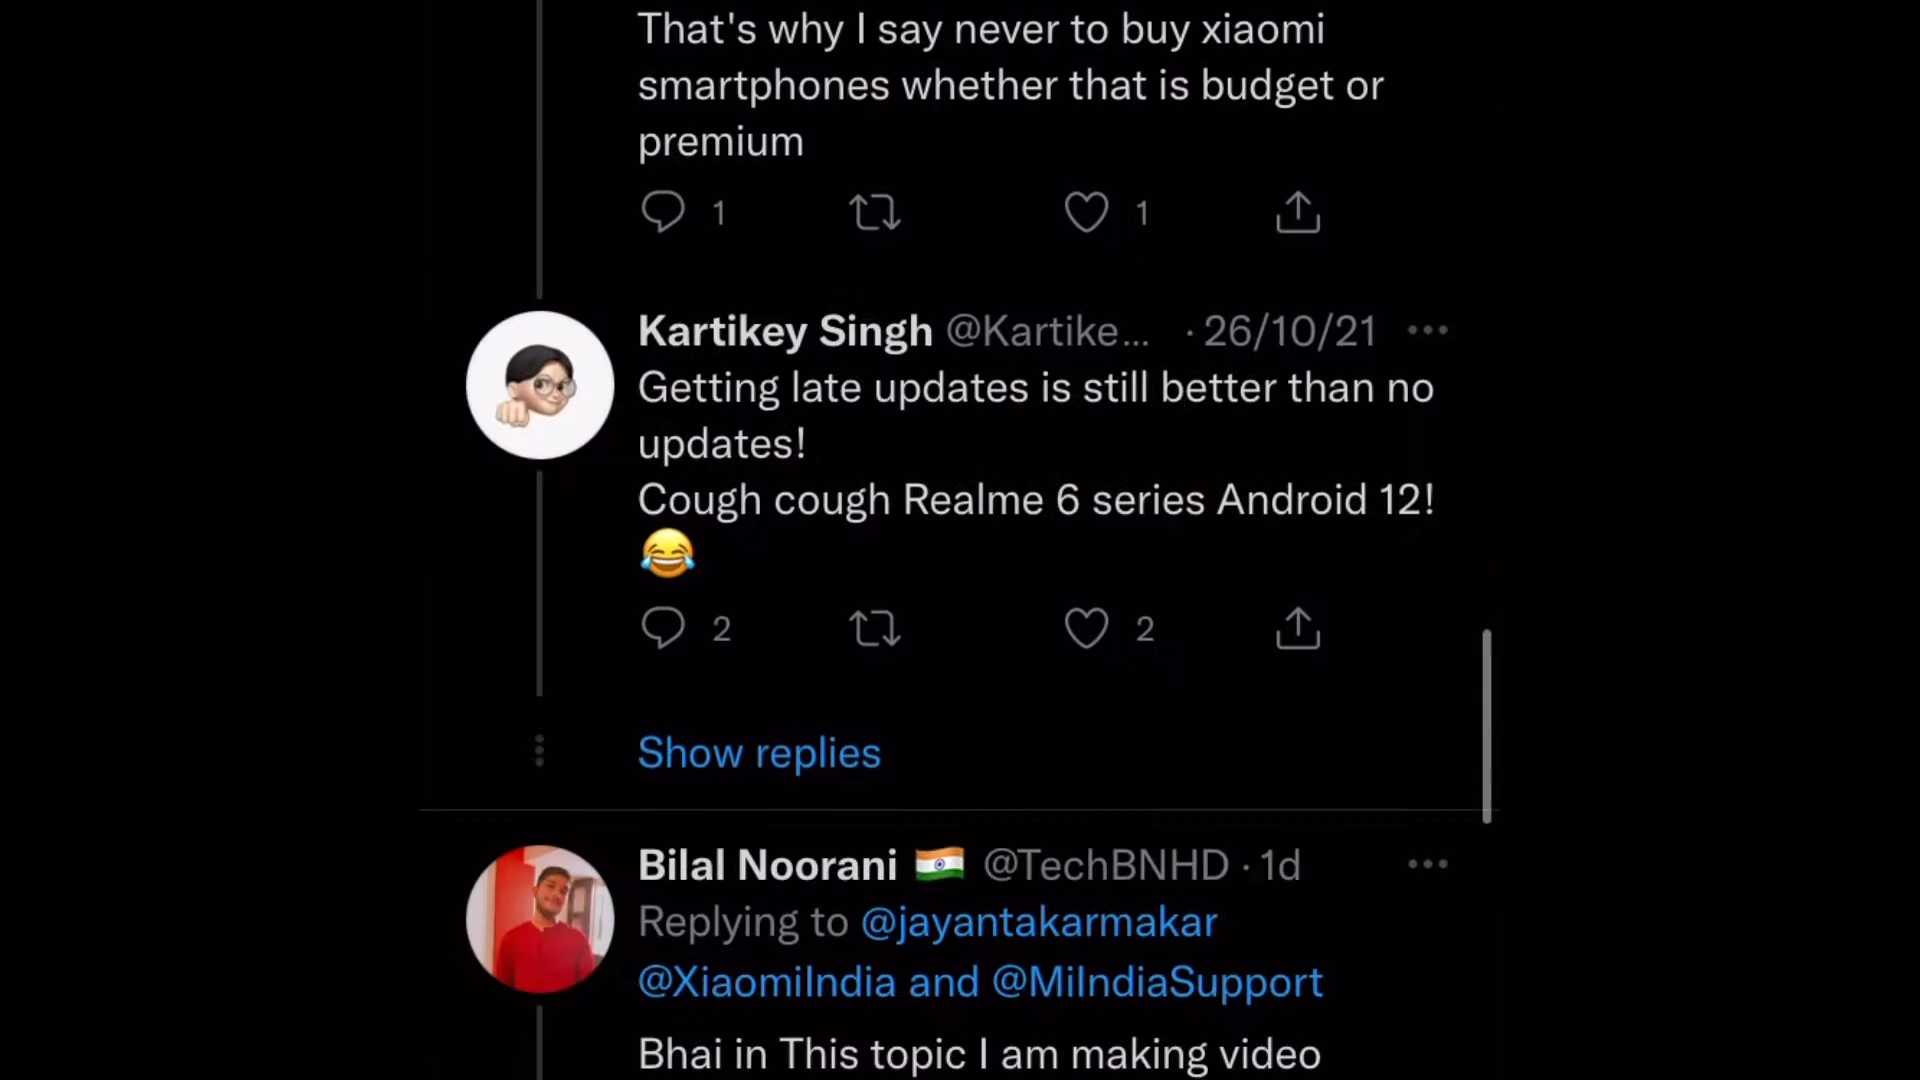 That's why I say never to buy xiaomi
smartphones whether that is budget or
premium
1 1
Kartikey Singh @Kartike... · 26/10/21
Getting late updates is still better than no
updates!
Cough cough Realme 6 series Android 12!
😂
2 2
Show replies
Bilal Noorani 🇮🇳 @TechBNHD · 1d
Replying to @jayantakarmakar
@XiaomiIndia and @MiIndiaSupport
Bhai in This topic I am making video